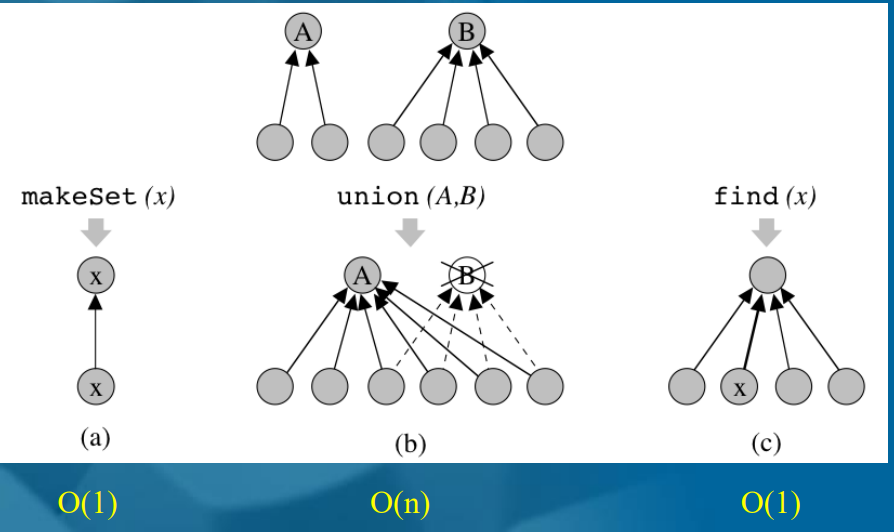 A B
makeSet (x) union (A,B) find (x)
x A B
x x
(a) (b) (c)
O(1) O(n) O(1)